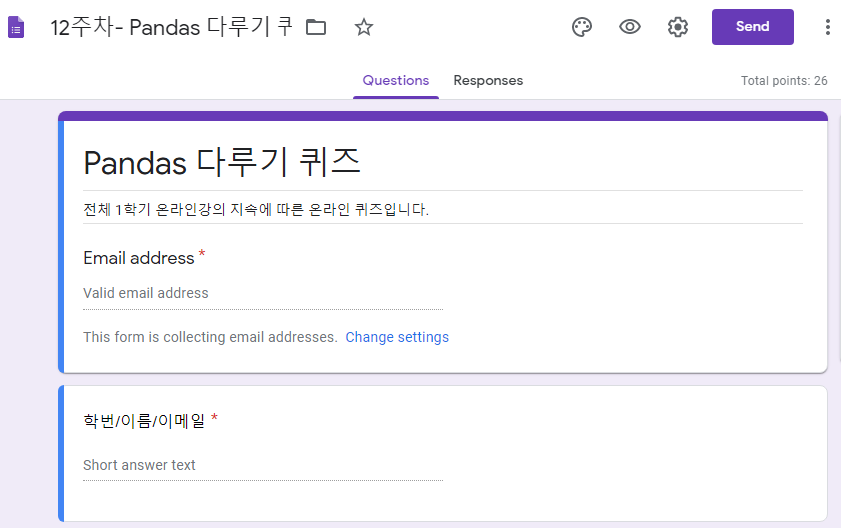 12주차- Pandas 다루기 퀴
Send
Questions
Responses
Total points: 26
Pandas 다루기 퀴즈
전체 1학기 온라인강의 지속에 따른 온라인 퀴즈입니다.
Email address *
Valid email address
This form is collecting email addresses. Change settings
학번/이름/이메일 *
Short answer text